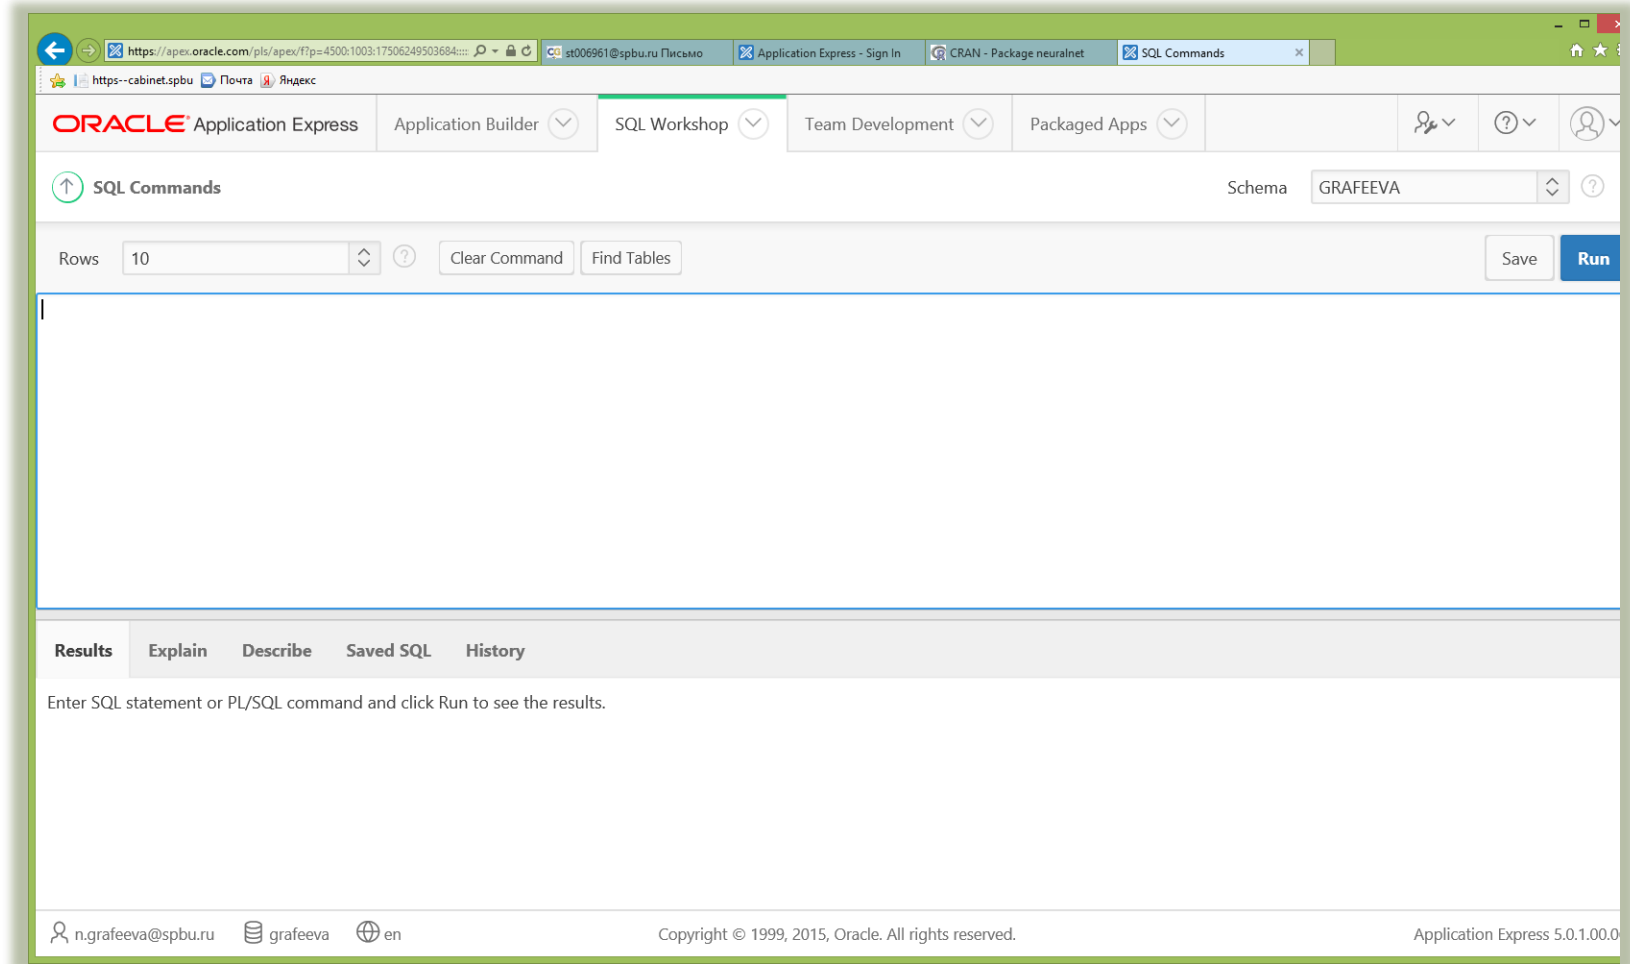 https://apex.oracle.com/pls/apex/f?p=4500:1003:17506249503684::::: st006961@spbu.ru Письмо Application Express - Sign In CRAN - Package neuralnet SQL Commands
https--cabinet.spbu Почта Яндекс
ORACLE Application Express Application Builder SQL Workshop Team Development Packaged Apps
SQL Commands Schema GRAFEEVA
Rows 10 Clear Command Find Tables Save Run
Results Explain Describe Saved SQL History
Enter SQL statement or PL/SQL command and click Run to see the results.
n.grafeeva@spbu.ru grafeeva en Copyright © 1999, 2015, Oracle. All rights reserved. Application Express 5.0.1.00.0